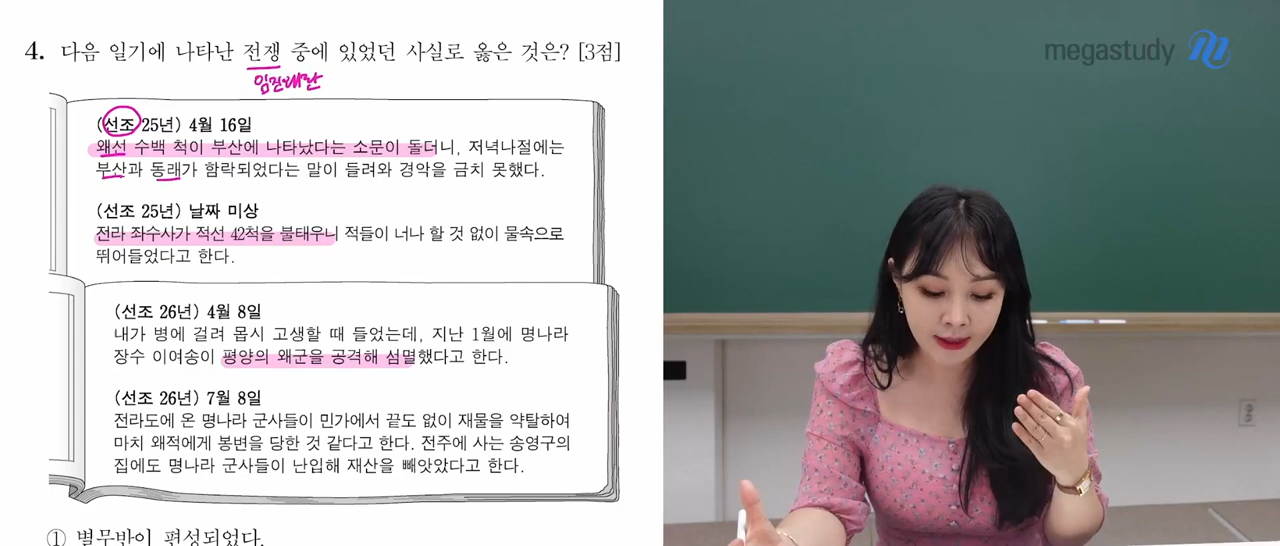 4. 다음 일기에 나타난 전쟁 중에 있었던 사실로 옳은 것은? [3점]
임진왜란
megastudy
(선조 25년) 4월 16일
왜선 수백 척이 부산에 나타났다는 소문이 돌더니, 저녁나절에는
부산과 동래가 함락되었다는 말이 들려와 경악을 금치 못했다.
(선조 25년) 날짜 미상
전라 좌수사가 적선 42척을 불태우니 적들이 너나 할 것 없이 물속으로
뛰어들었다고 한다.
(선조 26년) 4월 8일
내가 병에 걸려 몹시 고생할 때 들었는데, 지난 1월에 명나라
장수 이여송이 평양의 왜군을 공격해 섬멸했다고 한다.
(선조 26년) 7월 8일
전라도에 온 명나라 군사들이 민가에서 끝도 없이 재물을 약탈하여
마치 왜적에게 봉변을 당한 것 같다고 한다. 전주에 사는 송영구의
집에도 명나라 군사들이 난입해 재산을 빼앗았다고 한다.
① 별무반이 편성되었다.